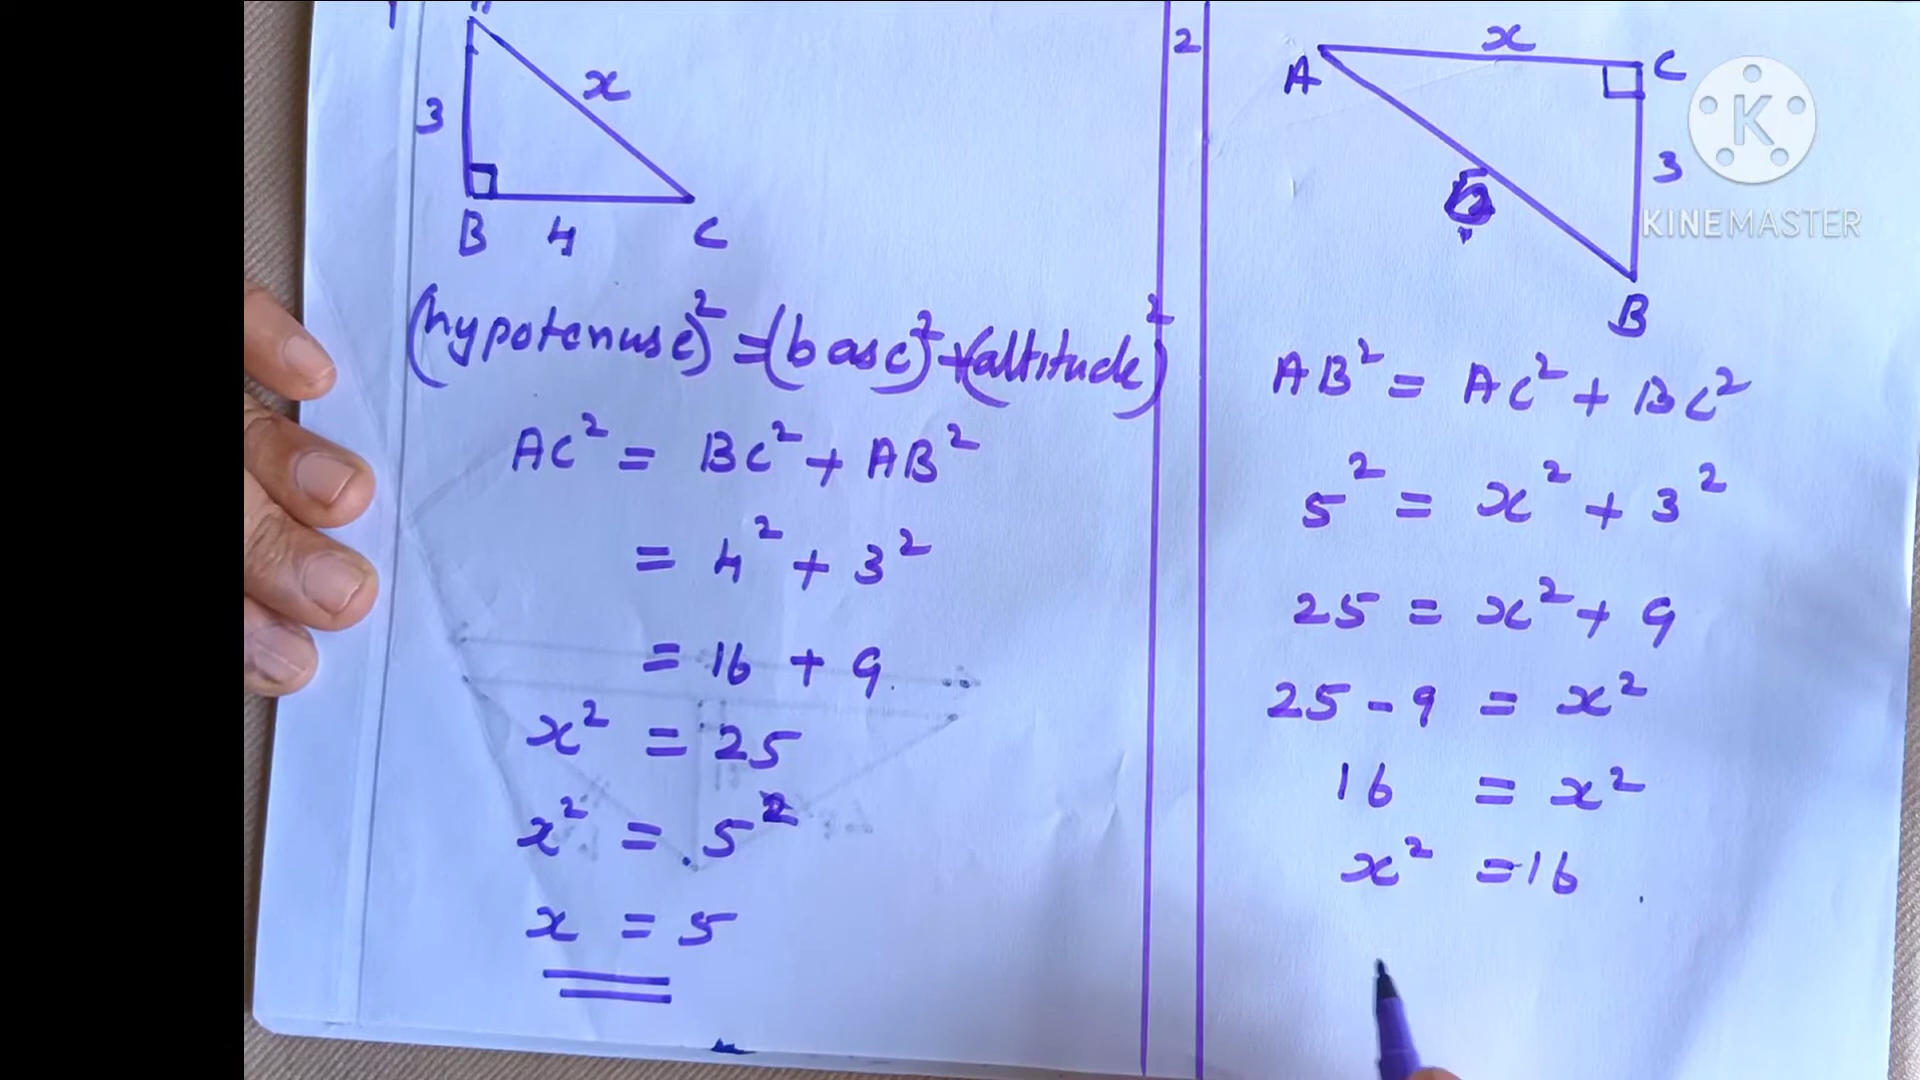 1
A
3
x
B
4
C
(hypotenuse)² = (base)² + (altitude)²
AC² = BC² + AB²
= 4² + 3²
= 16 + 9
x² = 25
x² = 5²
x = 5
2
A
x
C
3
B
AB² = AC² + BC²
5² = x² + 3²
25 = x² + 9
25 - 9 = x²
16 = x²
x² = 16
K
KINEMASTER